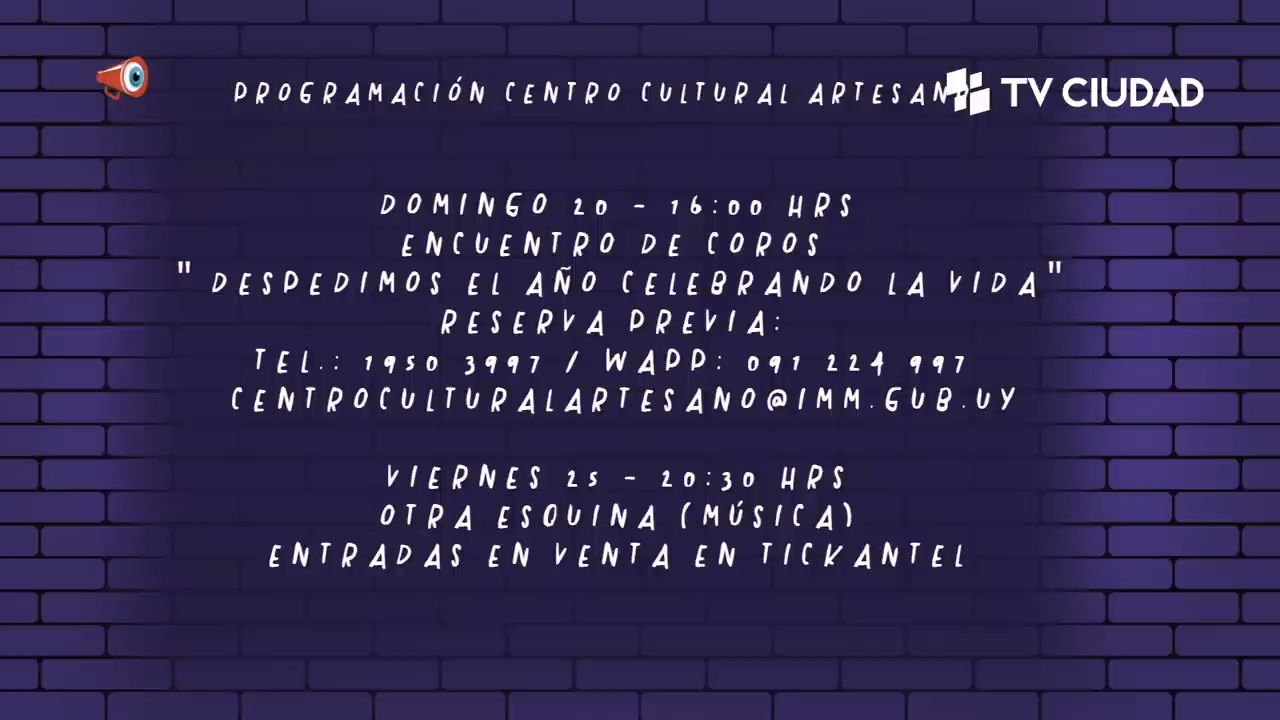 PROGRAMACIÓN CENTRO CULTURAL ARTESANO
TV CIUDAD
DOMINGO 20 - 16:00 HRS
ENCUENTRO DE COROS
" DESPEDIMOS EL AÑO CELEBRANDO LA VIDA"
RESERVA PREVIA:
TEL.: 1950 3997 / WAPP: 091 224 997
CENTROCULTURALARTESANO@IMM.GUB.UY
VIERNES 25 - 20:30 HRS
OTRA ESQUINA (MÚSICA)
ENTRADAS EN VENTA EN TICKANTEL